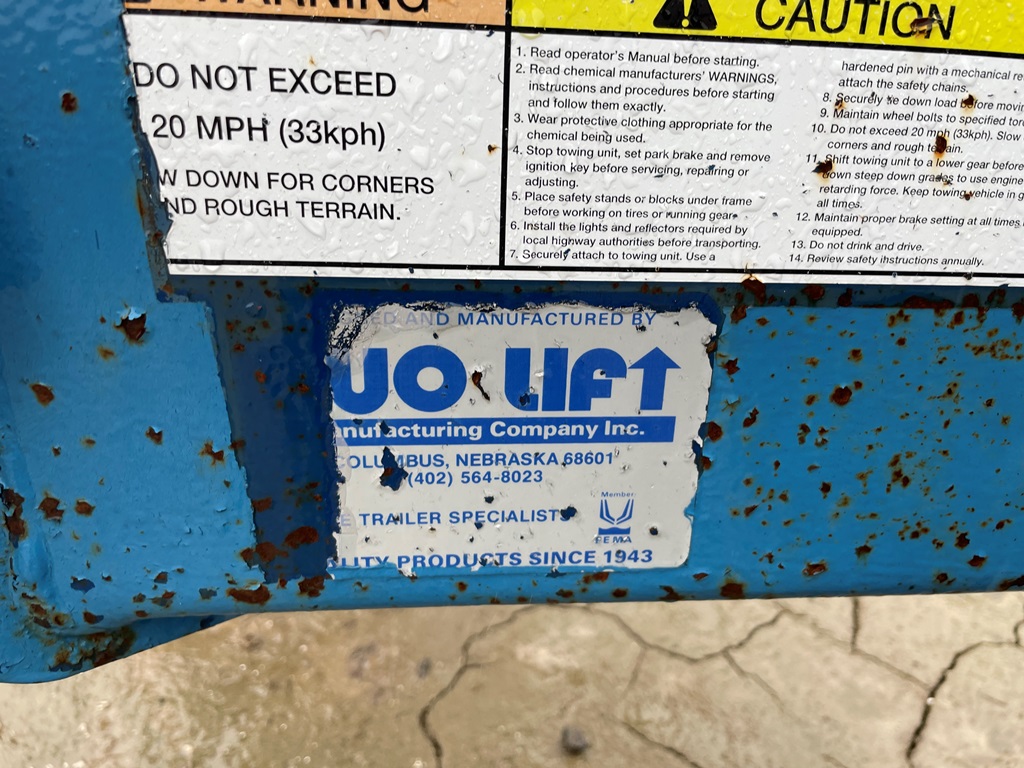 WARNING
DO NOT EXCEED
20 MPH (33kph)
W DOWN FOR CORNERS
ND ROUGH TERRAIN.
CAUTION
1. Read operator's Manual before starting.
2. Read chemical manufacturers' WARNINGS,
instructions and procedures before starting
and follow them exactly.
3. Wear protective clothing appropriate for the
chemical being used.
4. Stop towing unit, set park brake and remove
ignition key before servicing, repairing or
adjusting.
5. Place safety stands or blocks under frame
before working on tires or running gear.
6. Install the lights and reflectors required by
local highway authorities before transporting.
7. Securely attach to towing unit. Use a
hardened pin with a mechanical re
attach the safety chains.
8. Securely tie down load before movin
9. Maintain wheel bolts to specified torq
10. Do not exceed 20 mph (33kph). Slow
corners and rough terrain.
11. Shift towing unit to a lower gear before
down steep down grades to use engine
retarding force. Keep towing vehicle in g
all times.
12. Maintain proper brake setting at all times
equipped.
13. Do not drink and drive.
14. Review safety instructions annually.
ED AND MANUFACTURED BY
UO LIFT
anufacturing Company Inc.
COLUMBUS, NEBRASKA 68601
(402) 564-8023
E TRAILER SPECIALISTS
Member
FEMA
LITY PRODUCTS SINCE 1943